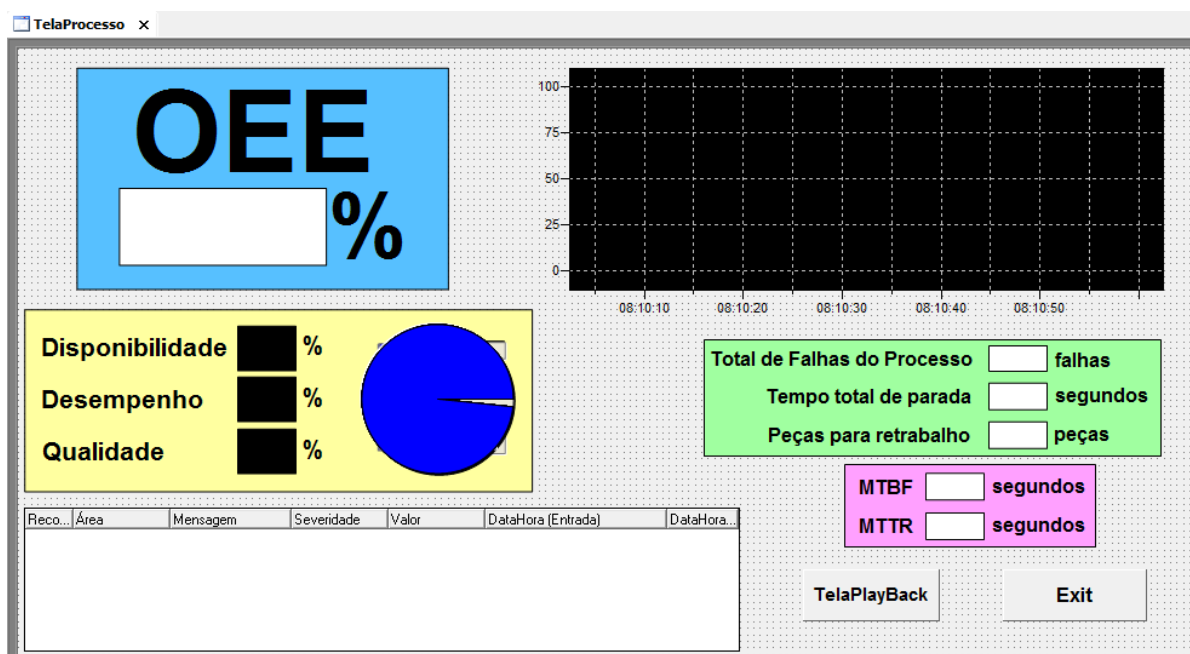 TelaProcesso x
OEE
%
100
75
50
25
0
08:10:10 08:10:20 08:10:30 08:10:40 08:10:50
Disponibilidade %
Desempenho %
Qualidade %
Total de Falhas do Processo falhas
Tempo total de parada segundos
Peças para retrabalho peças
MTBF segundos
MTTR segundos
Reco... Área Mensagem Severidade Valor DataHora (Entrada) DataHora...
TelaPlayBack Exit